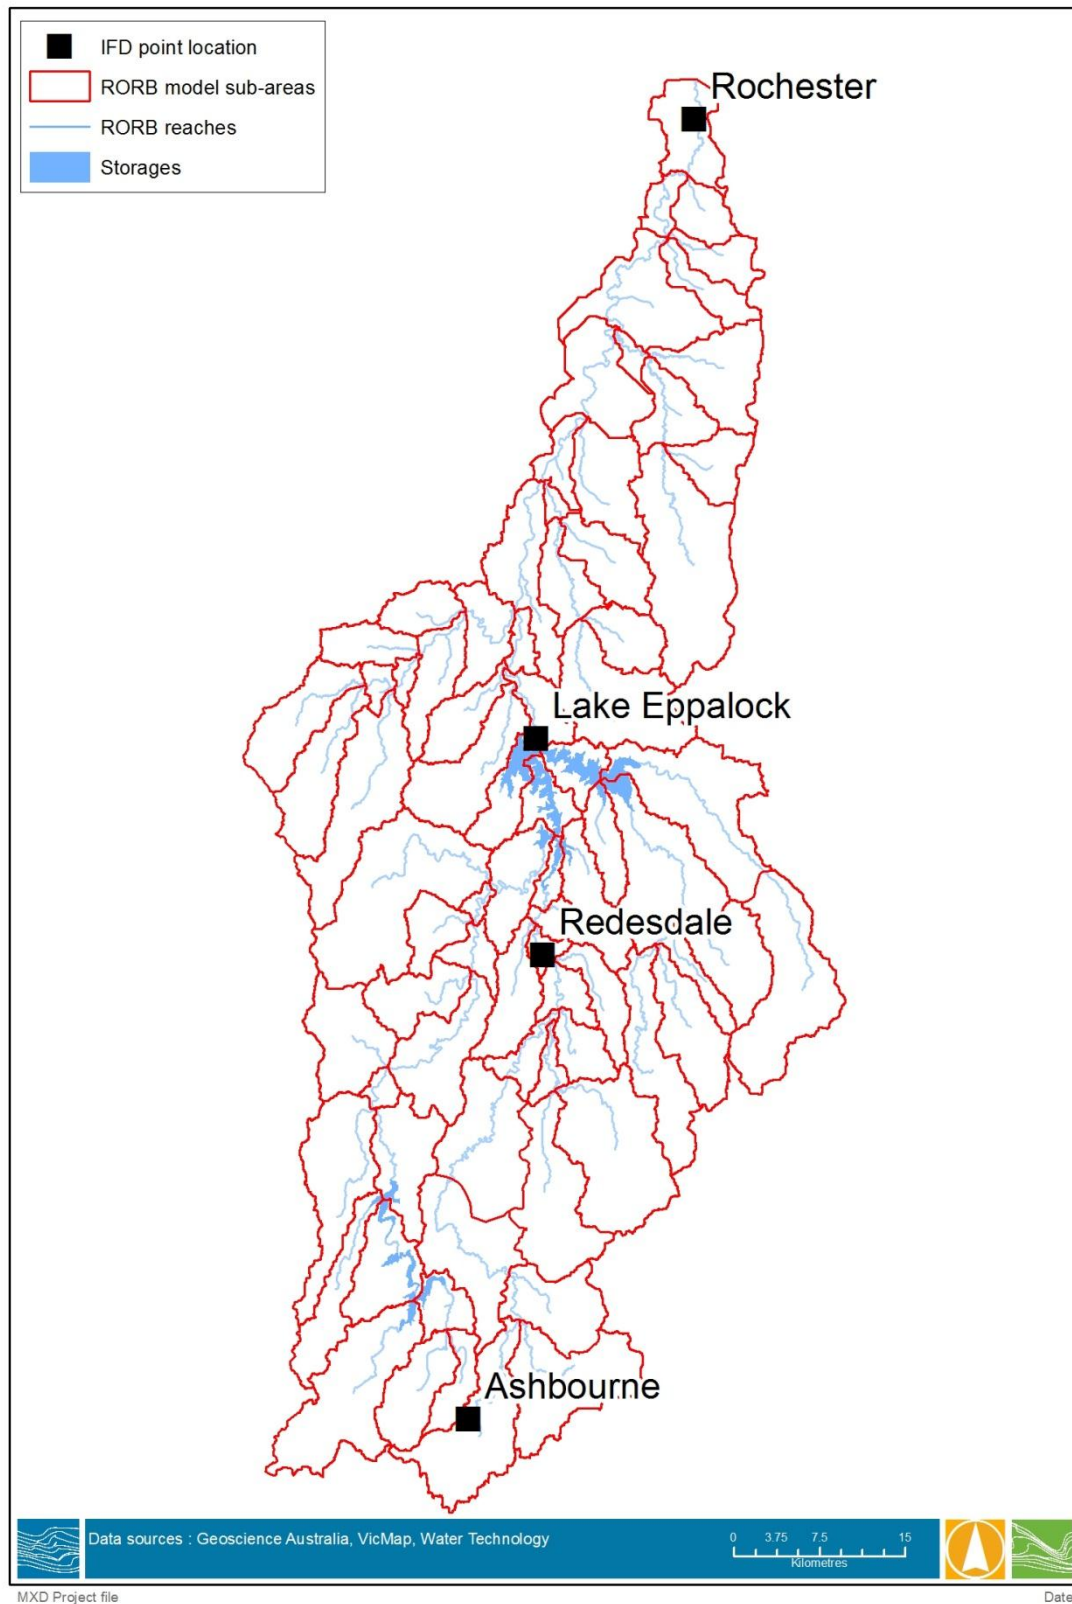 IFD point location
RORB model sub-areas
RORB reaches
Storages
Rochester
Lake Eppalock
Redesdale
Ashbourne
Data sources : Geoscience Australia, VicMap, Water Technology
0 3.75 7.5 15
Kilometres
MXD Project file
Date